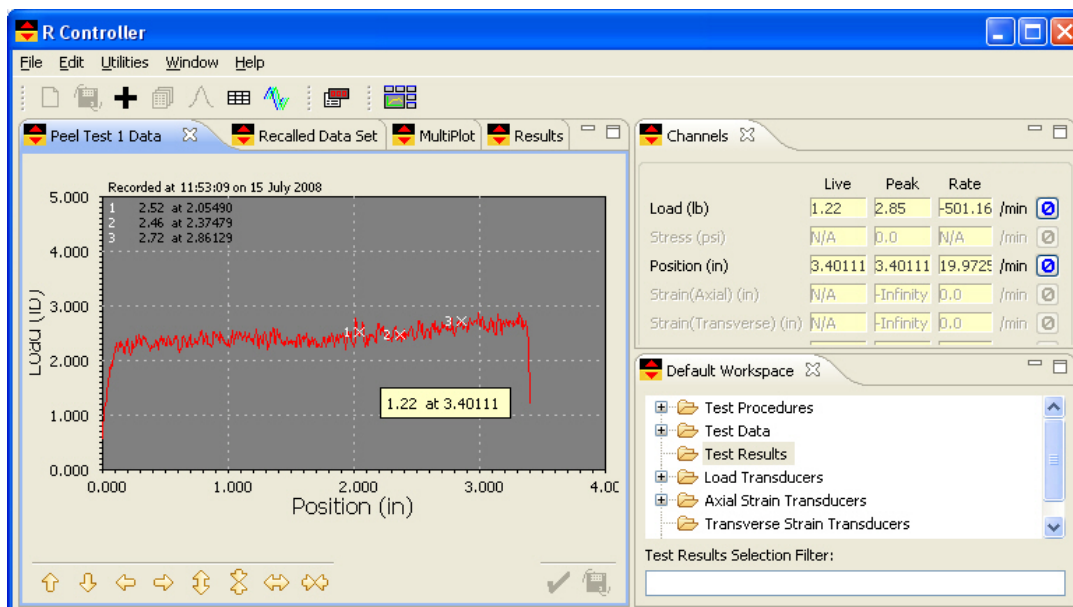 R Controller
File Edit Utilities Window Help
Peel Test 1 Data Recalled Data Set MultiPlot Results
Recorded at 11:53:09 on 15 July 2008
1 2.52 at 2.05490
2 2.46 at 2.37479
3 2.72 at 2.86129
5.000
4.000
3.000
2.000
1.000
0.000
Load (lb)
1 2 3
1.22 at 3.40111
0.000 1.000 2.000 3.000 4.00
Position (in)
Channels
Live Peak Rate
Load (lb) 1.22 2.85 -501.16 /min
Stress (psi) N/A 0.0 N/A /min
Position (in) 3.40111 3.40111 19.9725 /min
Strain(Axial) (in) N/A -Infinity 0.0 /min
Strain(Transverse) (in) N/A -Infinity 0.0 /min
Default Workspace
Test Procedures
Test Data
Test Results
Load Transducers
Axial Strain Transducers
Transverse Strain Transducers
Test Results Selection Filter: